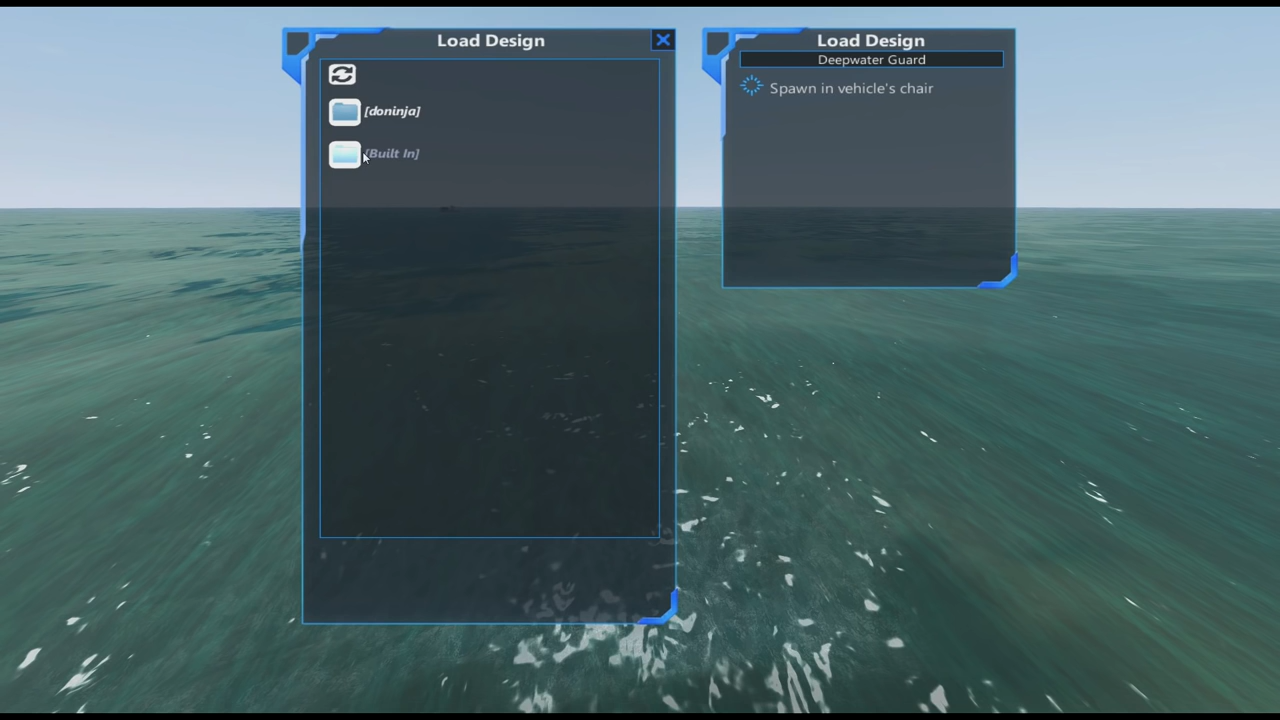 Load Design
[doninja]
[Built In]
Load Design
Deepwater Guard
Spawn in vehicle's chair